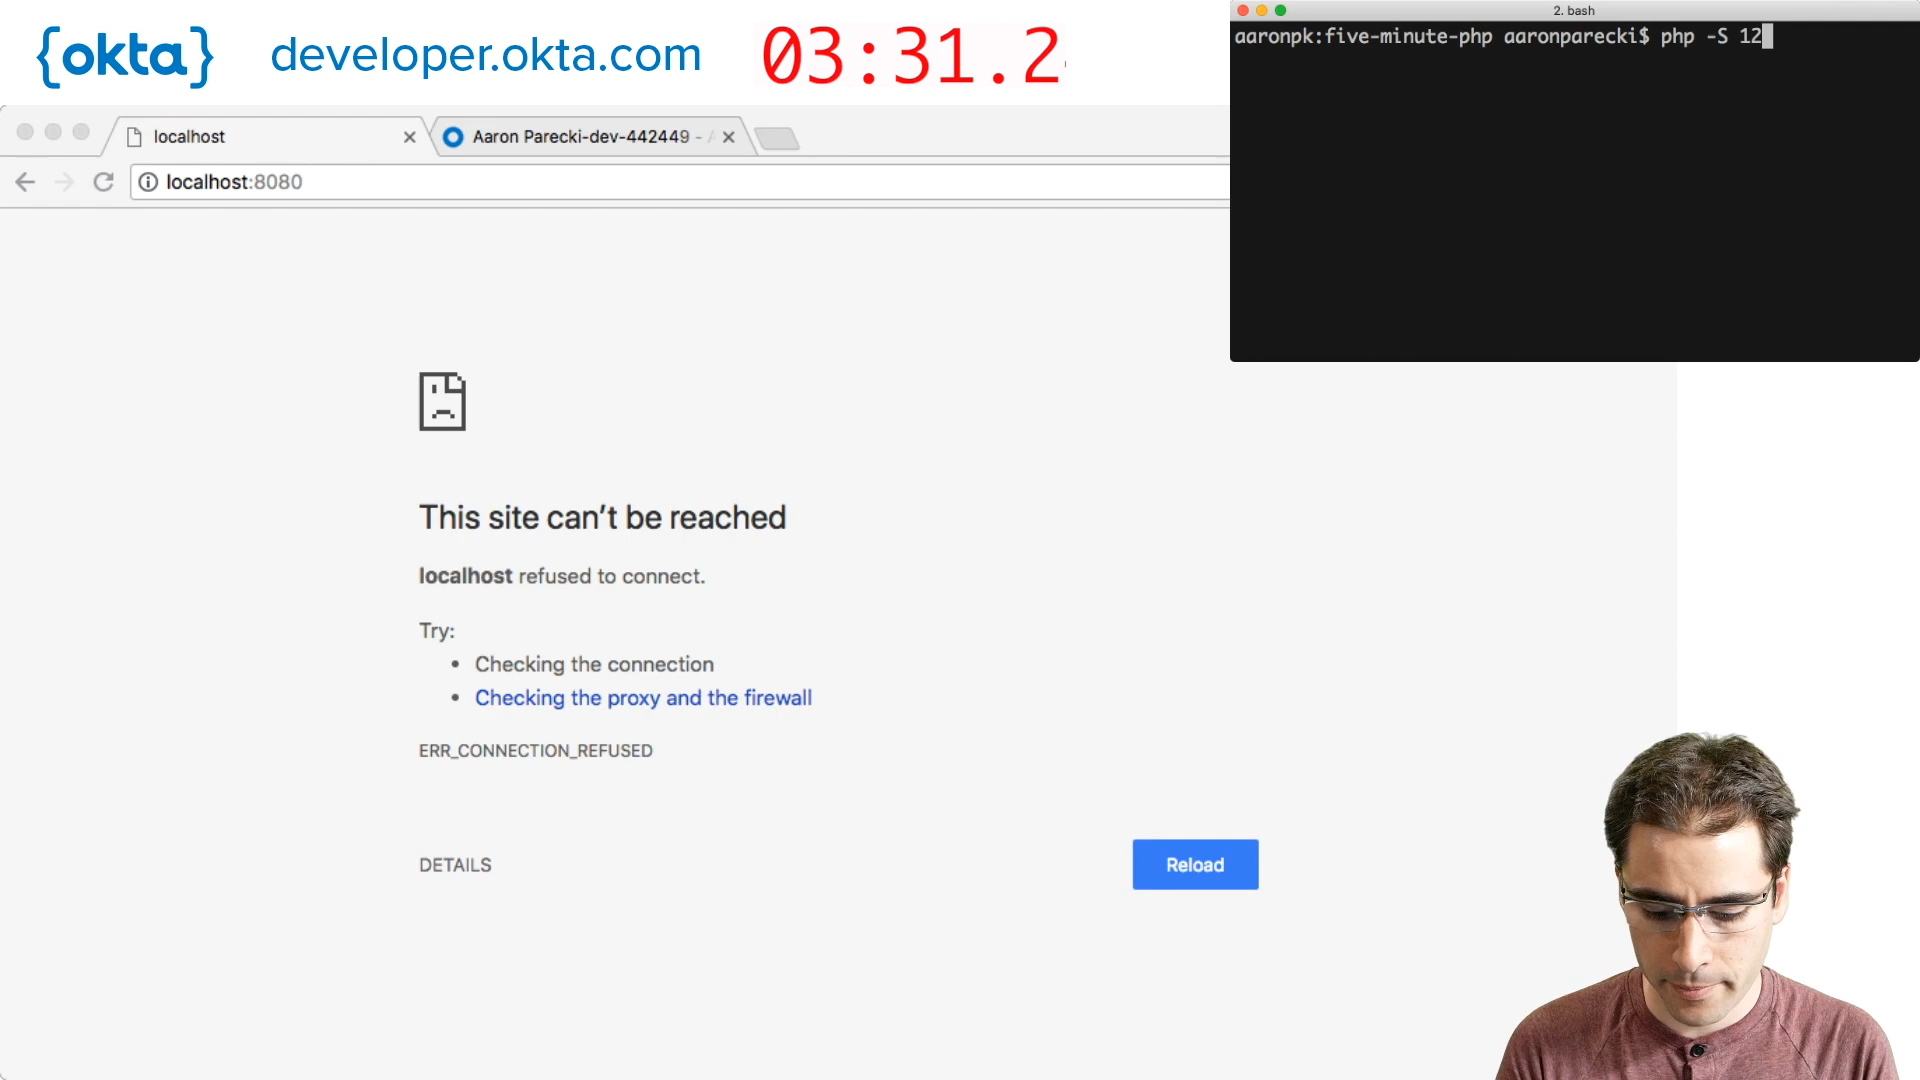 {okta}
developer.okta.com
03:31.2
2. bash
aaronpk:five-minute-php aaronparecki$ php -S 12
localhost
Aaron Parecki-dev-442449 -
localhost:8080
This site can’t be reached
localhost refused to connect.
Try:
• Checking the connection
• Checking the proxy and the firewall
ERR_CONNECTION_REFUSED
DETAILS
Reload